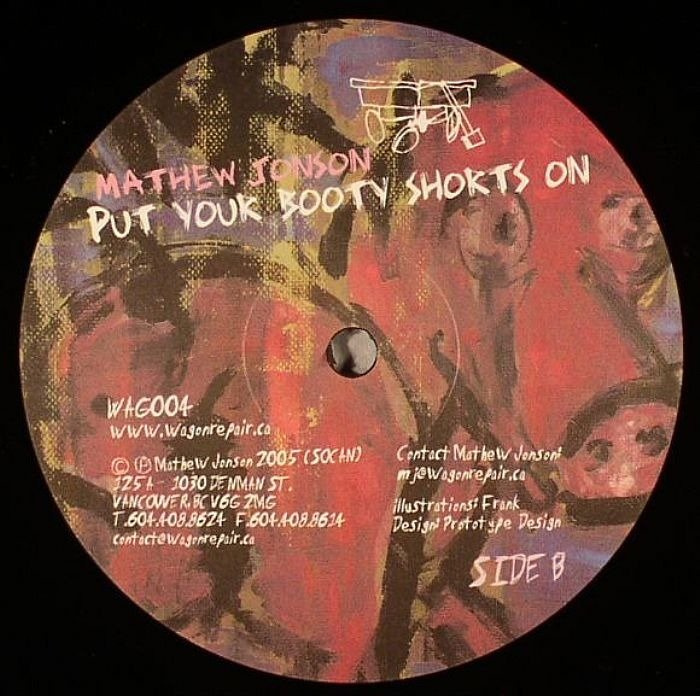 MATHEW JONSON
PUT YOUR BOOTY SHORTS ON
WAG004
www.wagonrepair.ca
© ℗ Mathew Jonson 2005 (SOCAN)
125A - 1030 DENMAN ST.
VANCOUVER BC V6G 2M6
T.604.408.8624 F.604.408.8614
contact@wagonrepair.ca
Contact Mathew Jonson:
mj@wagonrepair.ca
illustrations: Frank
Design: Prototype Design
SIDE B